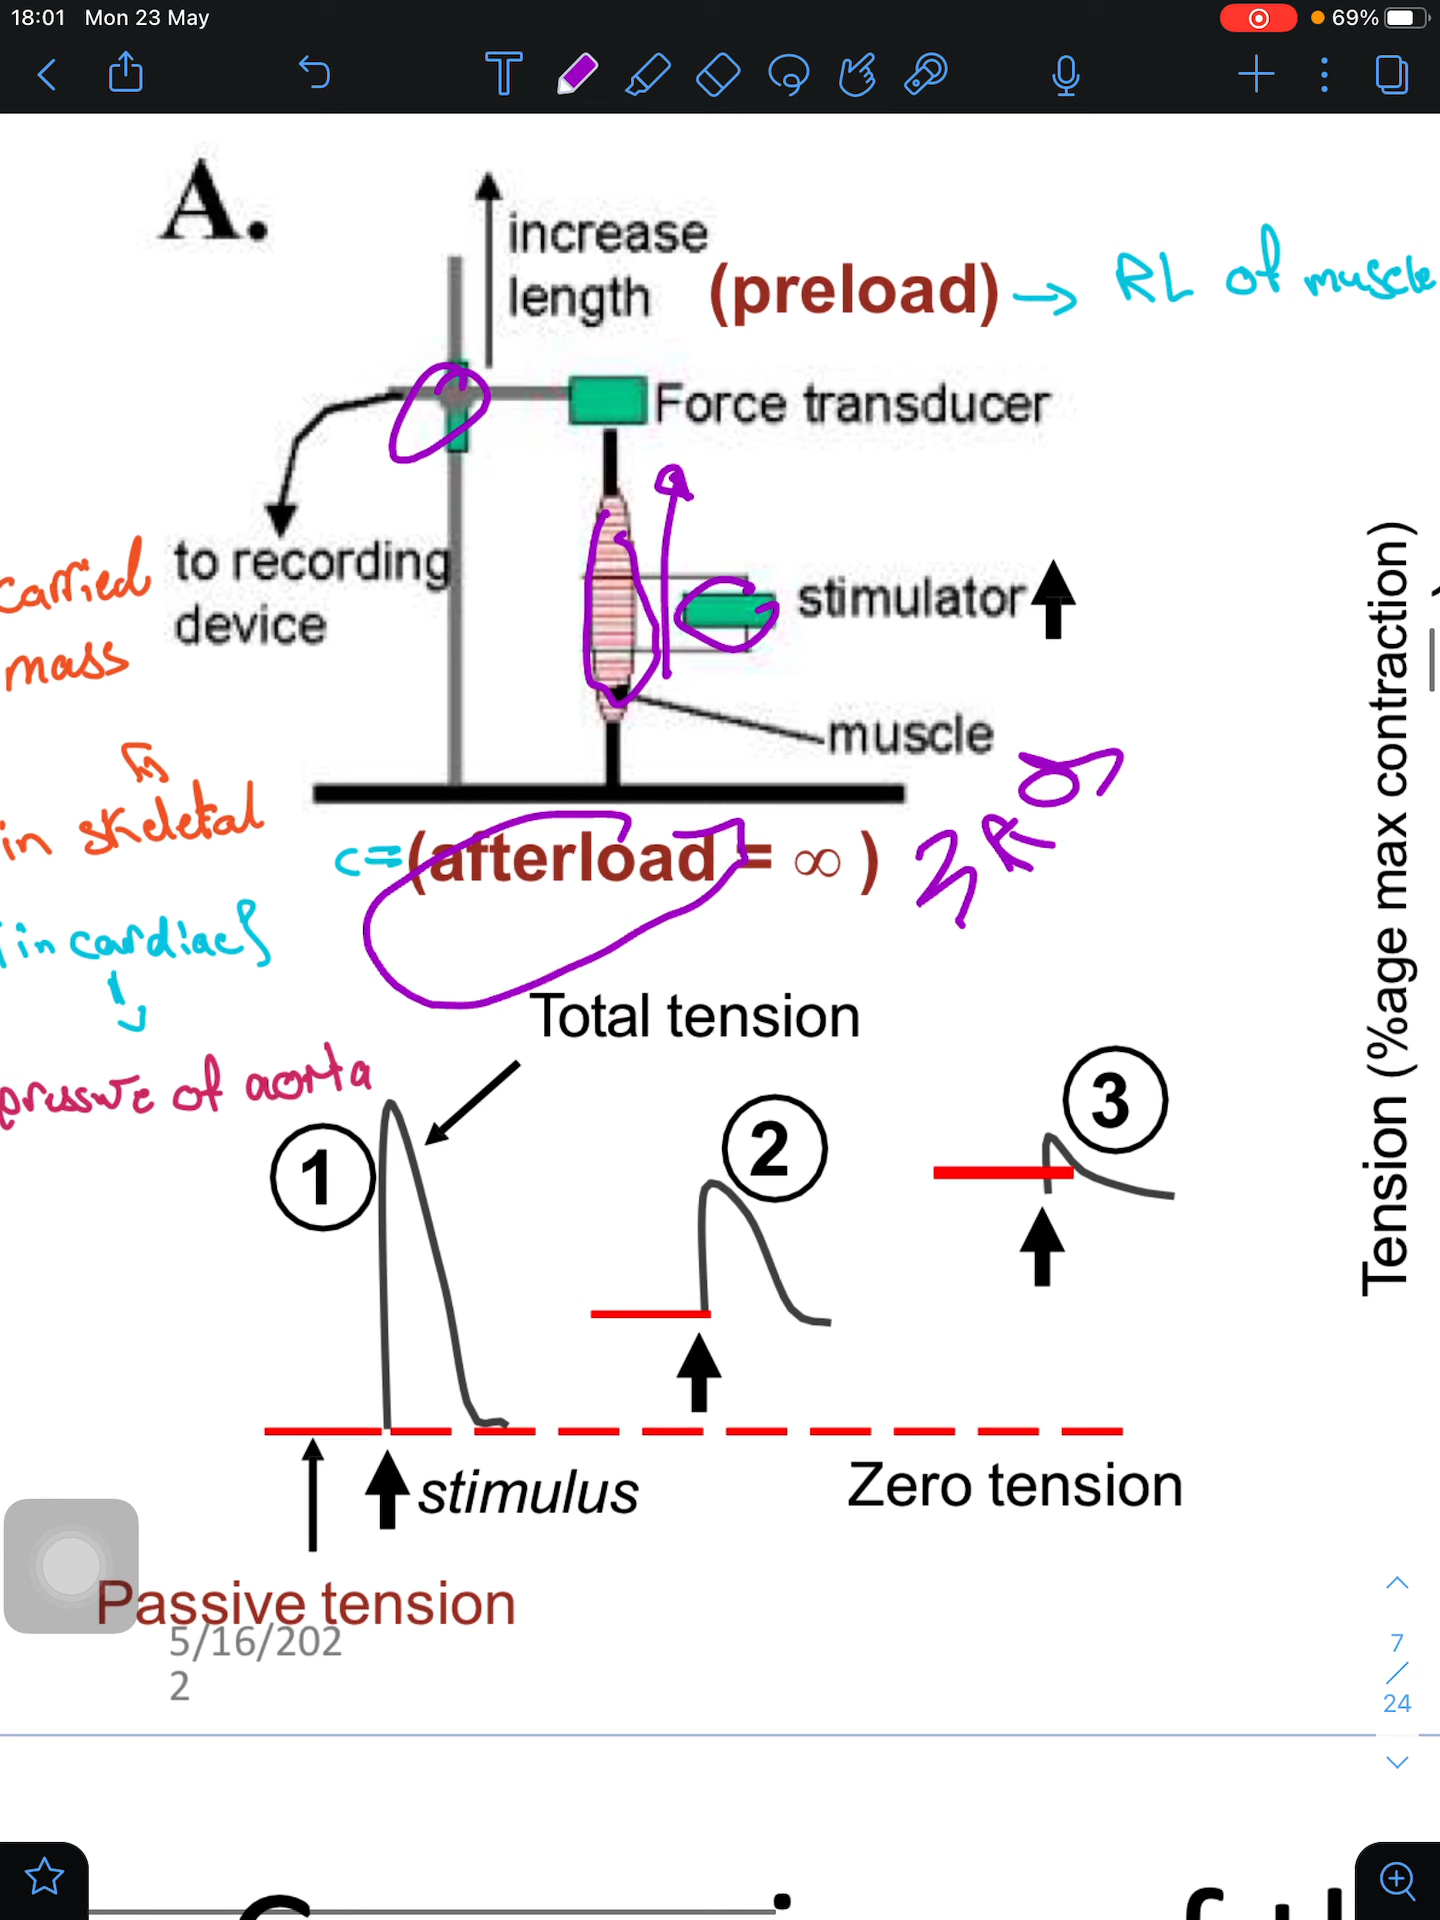 18:01 Mon 23 May 69%
A.
increase
length (preload) → RL of muscle
Force transducer
carried
to recording
device
mass
stimulator
muscle
in skeletal
(afterload = ∞ )
in cardiac
Total tension
pressure of aorta
1
2
3
stimulus
Zero tension
Passive tension
5/16/202
2
Tension (%age max contraction)
7
24